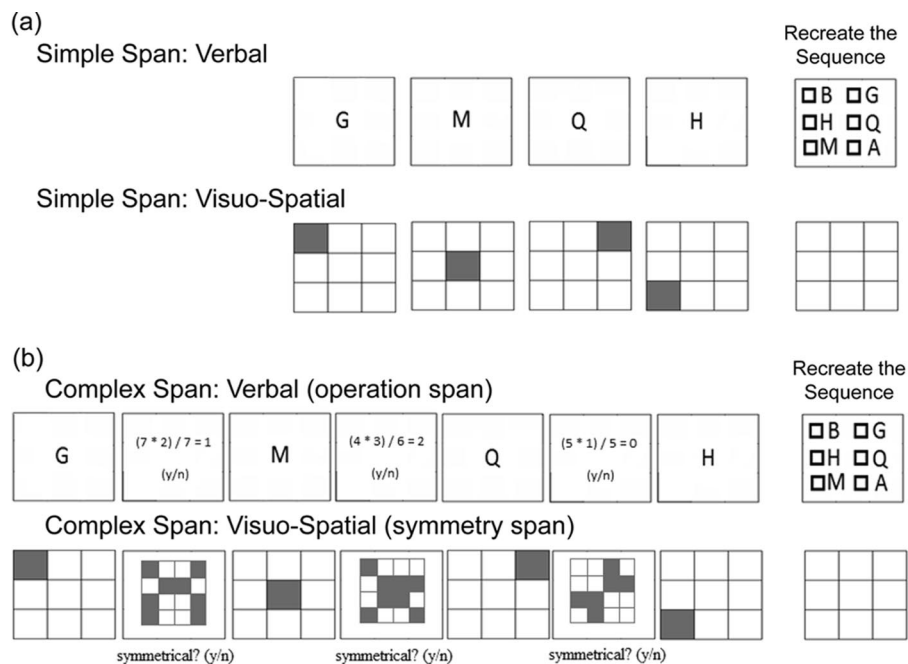 (a)
Simple Span: Verbal
Recreate the
Sequence
G
M
Q
H
B G
H Q
M A
Simple Span: Visuo-Spatial
(b)
Complex Span: Verbal (operation span)
Recreate the
Sequence
G
(7 * 2) / 7 = 1
(y/n)
M
(4 * 3) / 6 = 2
(y/n)
Q
(5 * 1) / 5 = 0
(y/n)
H
B G
H Q
M A
Complex Span: Visuo-Spatial (symmetry span)
symmetrical? (y/n)
symmetrical? (y/n)
symmetrical? (y/n)